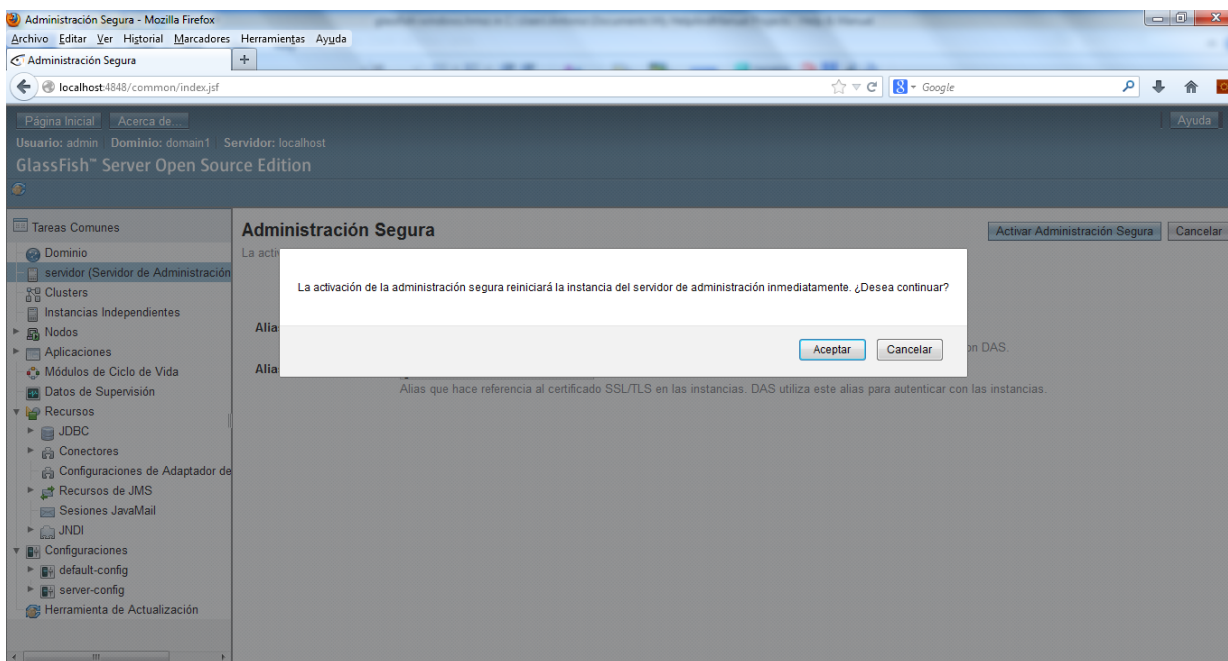 Administración Segura - Mozilla Firefox
Archivo Editar Ver Historial Marcadores Herramientas Ayuda
Administración Segura
localhost:4848/common/index.jsf
Google
Página Inicial Acerca de... Ayuda
Usuario: admin Dominio: domain1 Servidor: localhost
GlassFish™ Server Open Source Edition
Tareas Comunes
Dominio
servidor (Servidor de Administración
Clusters
Instancias Independientes
Nodos
Aplicaciones
Módulos de Ciclo de Vida
Datos de Supervisión
Recursos
JDBC
Conectores
Configuraciones de Adaptador de
Recursos de JMS
Sesiones JavaMail
JNDI
Configuraciones
default-config
server-config
Herramienta de Actualización
Administración Segura
Activar Administración Segura Cancelar
La activación de la administración segura reiniciará la instancia del servidor de administración inmediatamente. ¿Desea continuar?
Aceptar Cancelar
La
Alia
DAS.
Alia
Alias que hace referencia al certificado SSL/TLS en las instancias. DAS utiliza este alias para autenticar con las instancias.